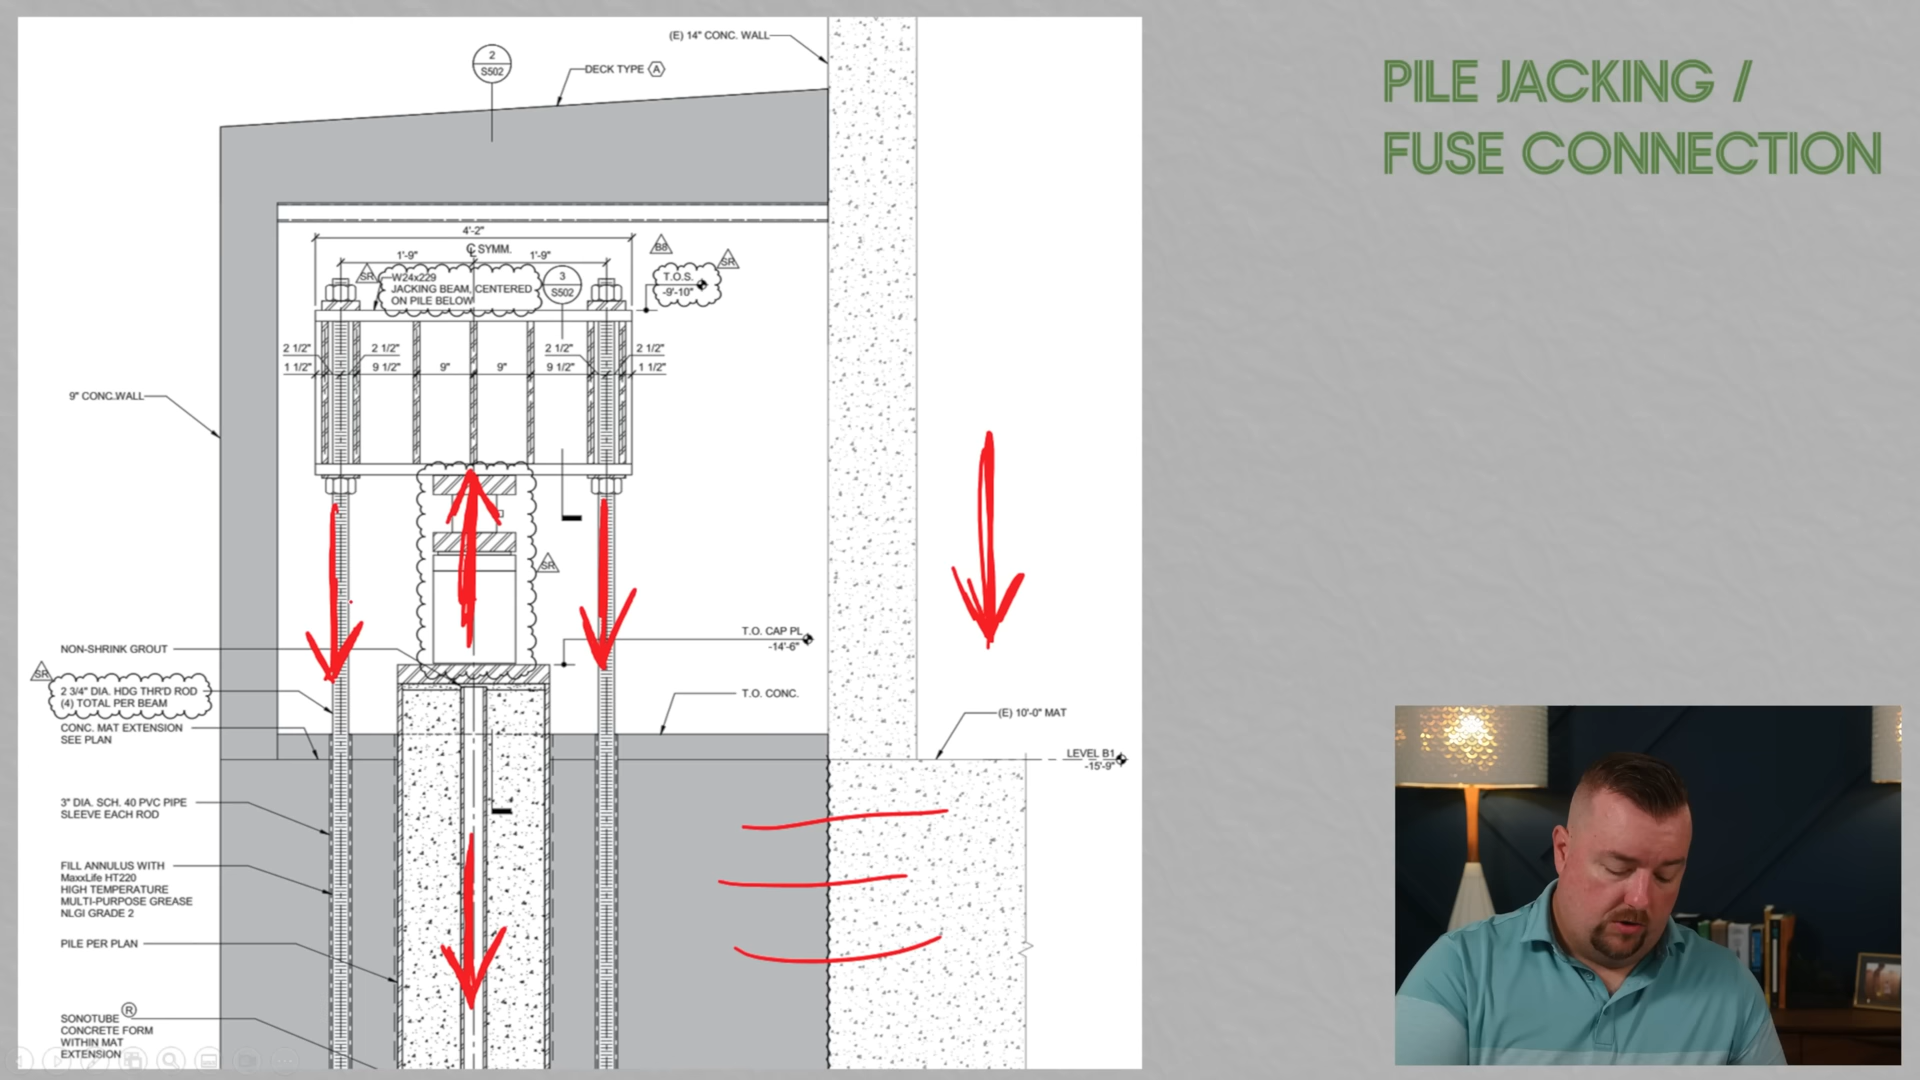 PILE JACKING /
FUSE CONNECTION
(E) 14" CONC. WALL
2
S502
DECK TYPE A
4'-2"
℄ SYMM.
1'-9"
1'-9"
B8
SR
SR
W24x229
JACKING BEAM, CENTERED
ON PILE BELOW
3
S502
T.O.S.
-9'-10"
2 1/2"
2 1/2"
2 1/2"
2 1/2"
1 1/2"
9 1/2"
9"
9"
9 1/2"
1 1/2"
9" CONC.WALL
SR
T.O. CAP PL
-14'-6"
NON-SHRINK GROUT
SR
2 3/4" DIA. HDG THR'D ROD
(4) TOTAL PER BEAM
T.O. CONC.
(E) 10'-0" MAT
CONC. MAT EXTENSION
SEE PLAN
LEVEL B1
-15'-9"
3" DIA. SCH. 40 PVC PIPE
SLEEVE EACH ROD
FILL ANNULUS WITH
MaxxLife HT220
HIGH TEMPERATURE
MULTI-PURPOSE GREASE
NLGI GRADE 2
PILE PER PLAN
SONOTUBE ®
CONCRETE FORM
WITHIN MAT
EXTENSION